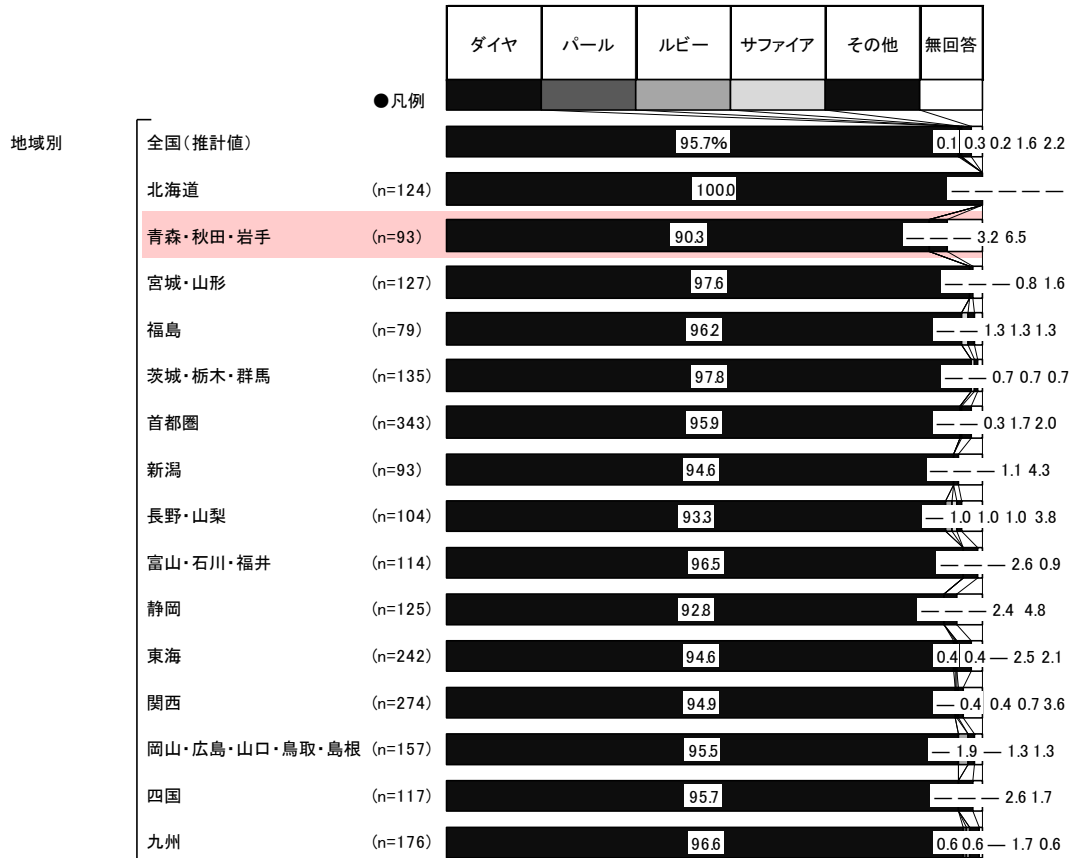 ダイヤ パール ルビー サファイア その他 無回答
●凡例
地域別 全国(推計値) 95.7% 0.1 0.3 0.2 1.6 2.2
北海道 (n=124) 100.0 — — — — —
青森・秋田・岩手 (n=93) 90.3 — — — 3.2 6.5
宮城・山形 (n=127) 97.6 — — — 0.8 1.6
福島 (n=79) 96.2 — — 1.3 1.3 1.3
茨城・栃木・群馬 (n=135) 97.8 — — 0.7 0.7 0.7
首都圏 (n=343) 95.9 — — 0.3 1.7 2.0
新潟 (n=93) 94.6 — — — 1.1 4.3
長野・山梨 (n=104) 93.3 — 1.0 1.0 1.0 3.8
富山・石川・福井 (n=114) 96.5 — — — 2.6 0.9
静岡 (n=125) 92.8 — — — 2.4 4.8
東海 (n=242) 94.6 0.4 0.4 — 2.5 2.1
関西 (n=274) 94.9 — 0.4 0.4 0.7 3.6
岡山・広島・山口・鳥取・島根 (n=157) 95.5 — 1.9 — 1.3 1.3
四国 (n=117) 95.7 — — — 2.6 1.7
九州 (n=176) 96.6 0.6 0.6 — 1.7 0.6